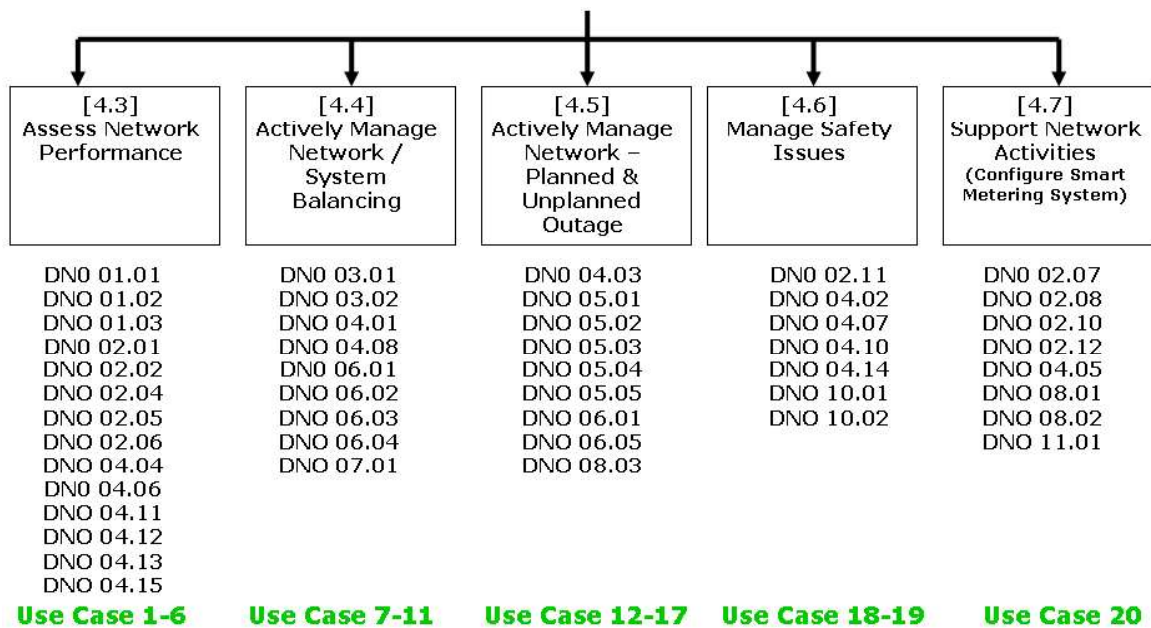 [4.3]
Assess Network
Performance
[4.4]
Actively Manage
Network /
System
Balancing
[4.5]
Actively Manage
Network –
Planned &
Unplanned
Outage
[4.6]
Manage Safety
Issues
[4.7]
Support Network
Activities
(Configure Smart
Metering System)
DN0 01.01
DNO 01.02
DNO 01.03
DN0 02.01
DNO 02.02
DNO 02.04
DNO 02.05
DNO 02.06
DNO 04.04
DN0 04.06
DNO 04.11
DNO 04.12
DNO 04.13
DNO 04.15
Use Case 1-6
DN0 03.01
DNO 03.02
DNO 04.01
DNO 04.08
DN0 06.01
DNO 06.02
DNO 06.03
DNO 06.04
DNO 07.01
Use Case 7-11
DN0 04.03
DNO 05.01
DNO 05.02
DNO 05.03
DNO 05.04
DNO 05.05
DNO 06.01
DNO 06.05
DNO 08.03
Use Case 12-17
DN0 02.11
DNO 04.02
DNO 04.07
DNO 04.10
DNO 04.14
DNO 10.01
DNO 10.02
Use Case 18-19
DN0 02.07
DNO 02.08
DNO 02.10
DNO 02.12
DNO 04.05
DNO 08.01
DNO 08.02
DNO 11.01
Use Case 20